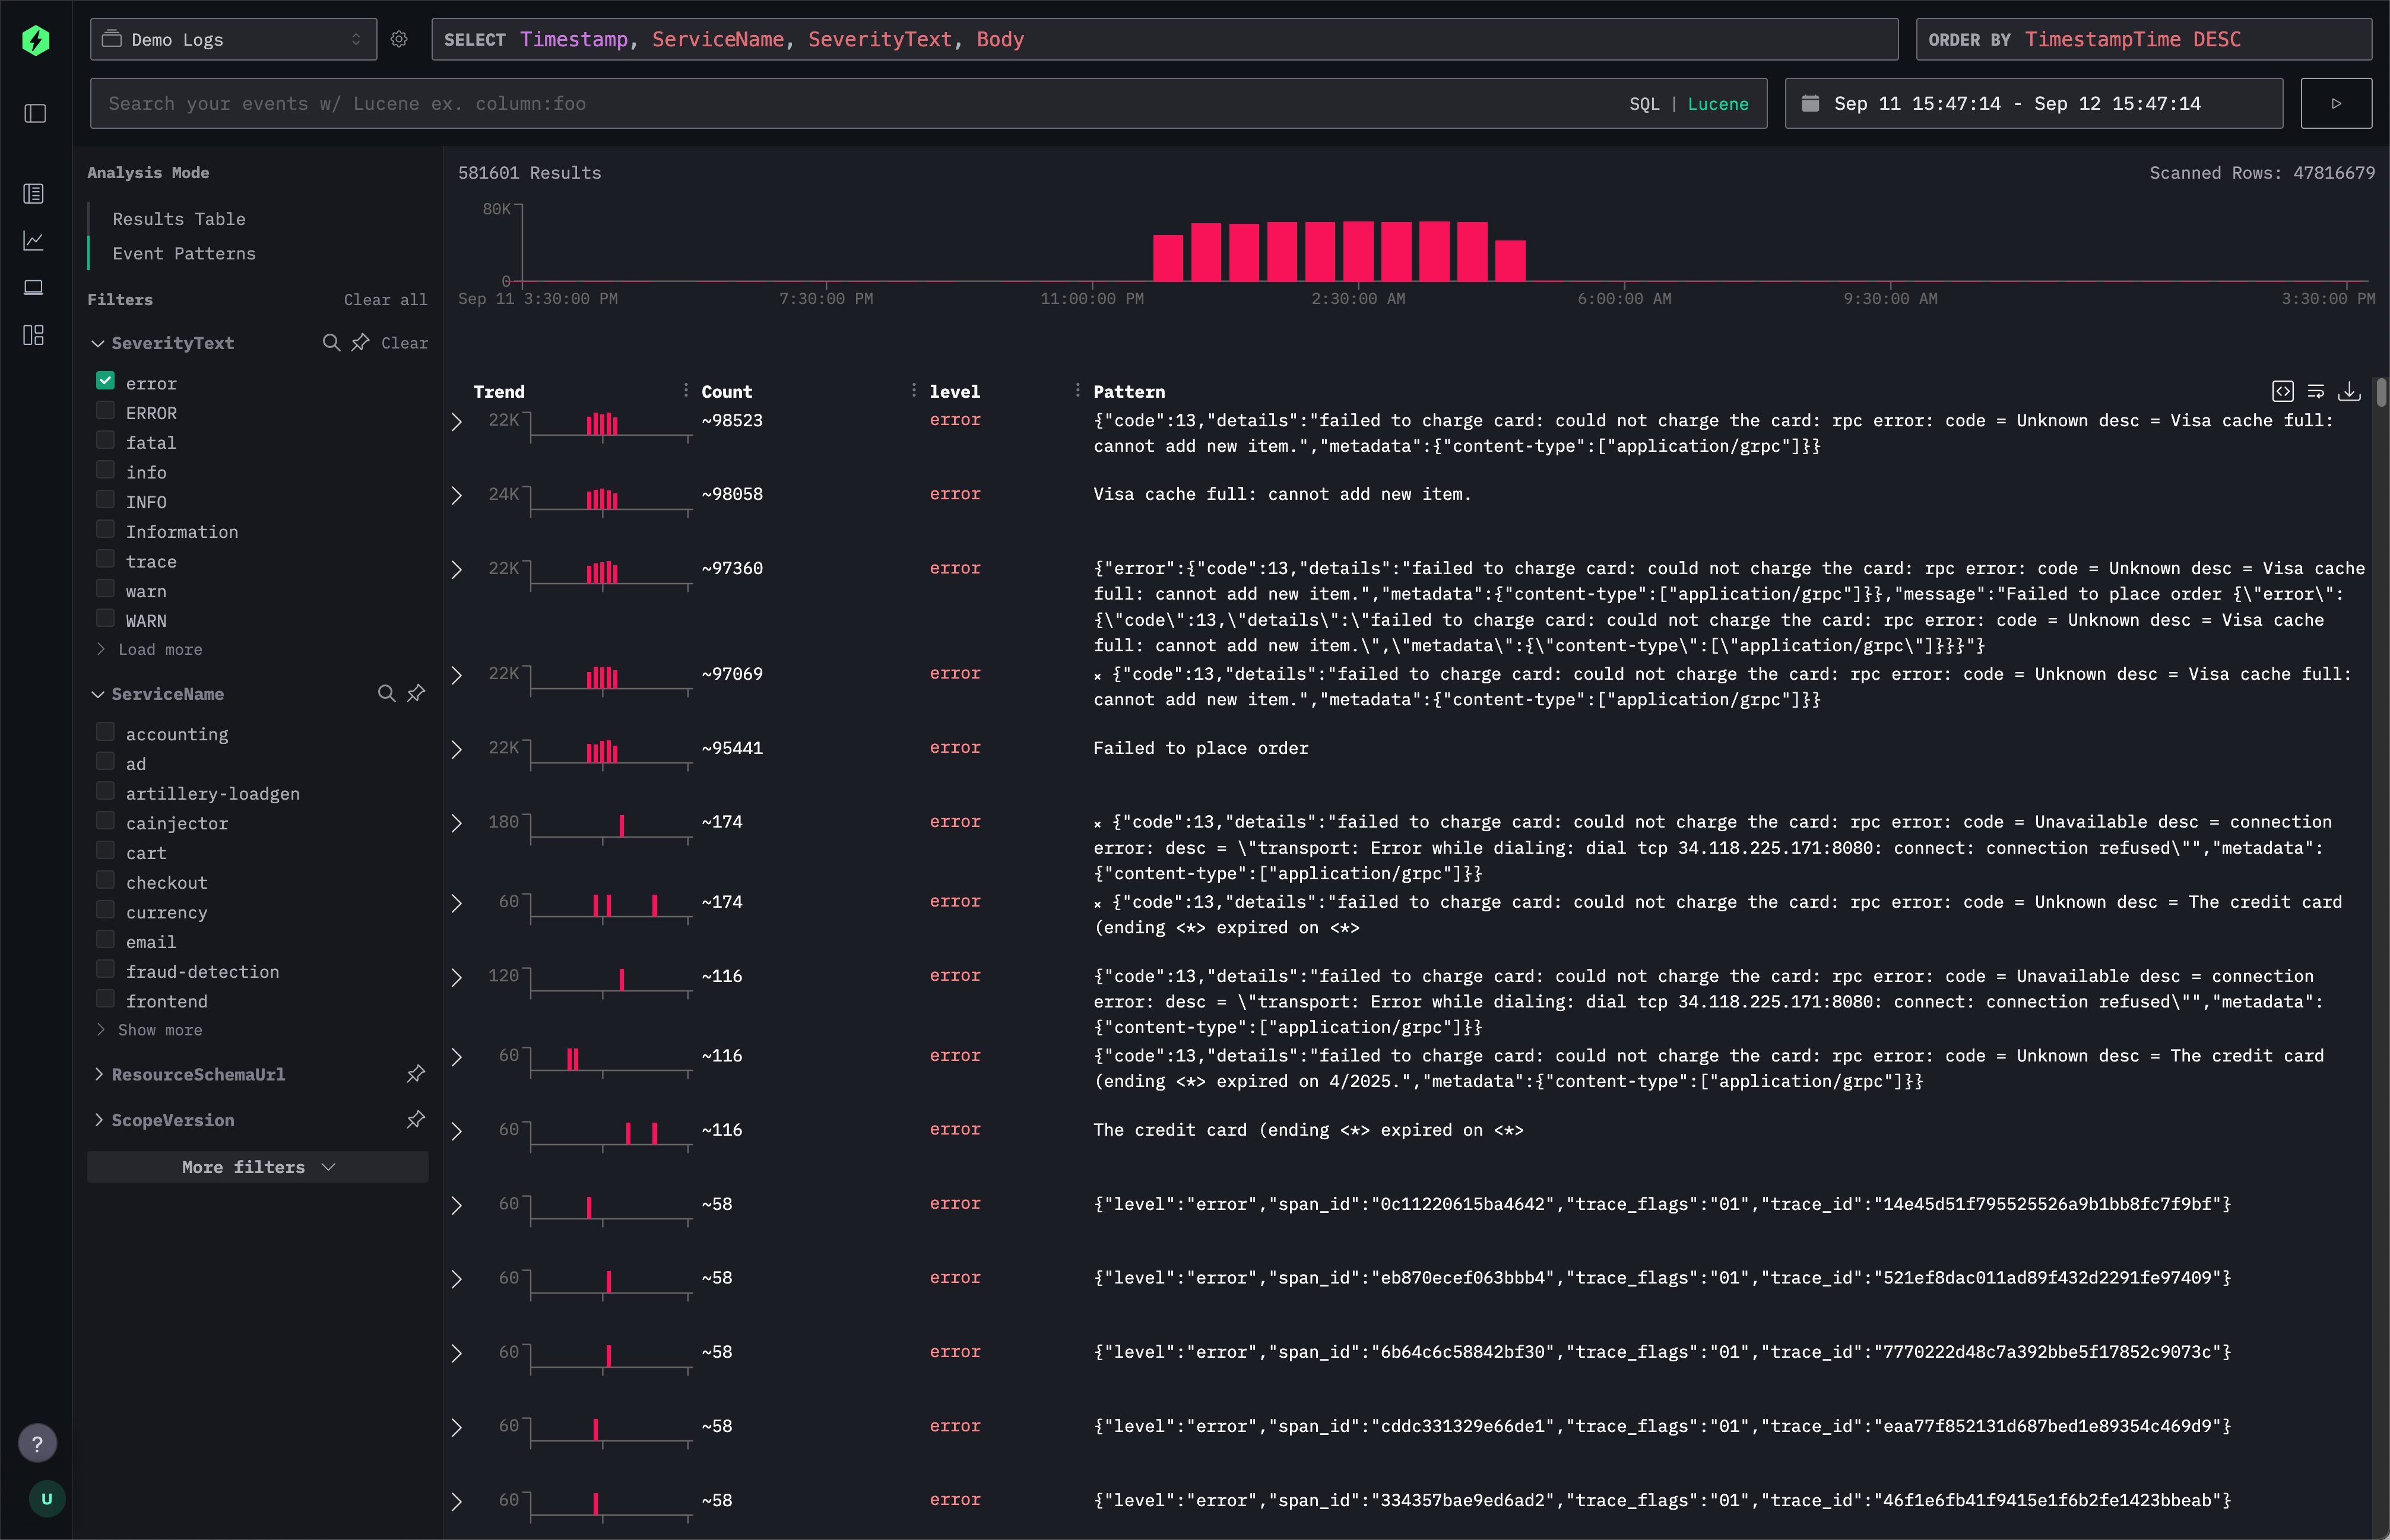 Demo Logs
SELECT Timestamp, ServiceName, SeverityText, Body
ORDER BY TimestampTime DESC
Search your events w/ Lucene ex. column:foo
SQL | Lucene
Sep 11 15:47:14 - Sep 12 15:47:14
Analysis Mode
Results Table
Event Patterns
Filters
Clear all
SeverityText
Clear
error
ERROR
fatal
info
INFO
Information
trace
warn
WARN
Load more
ServiceName
accounting
ad
artillery-loadgen
cainjector
cart
checkout
currency
email
fraud-detection
frontend
Show more
ResourceSchemaUrl
ScopeVersion
More filters
?
U
581601 Results
Scanned Rows: 47816679
80K
0
Sep 11 3:30:00 PM
7:30:00 PM
11:00:00 PM
2:30:00 AM
6:00:00 AM
9:30:00 AM
3:30:00 PM
Trend Count level Pattern
22K ~98523 error {"code":13,"details":"failed to charge card: could not charge the card: rpc error: code = Unknown desc = Visa cache full:
cannot add new item.","metadata":{"content-type":["application/grpc"]}}
24K ~98058 error Visa cache full: cannot add new item.
22K ~97360 error {"error":{"code":13,"details":"failed to charge card: could not charge the card: rpc error: code = Unknown desc = Visa cache
full: cannot add new item.","metadata":{"content-type":["application/grpc"]}},"message":"Failed to place order {\"error\":
{\"code\":13,\"details\":\"failed to charge card: could not charge the card: rpc error: code = Unknown desc = Visa cache
full: cannot add new item.\",\"metadata\":{\"content-type\":[\"application/grpc\"]}}}"}
22K ~97069 error × {"code":13,"details":"failed to charge card: could not charge the card: rpc error: code = Unknown desc = Visa cache full:
cannot add new item.","metadata":{"content-type":["application/grpc"]}}
22K ~95441 error Failed to place order
180 ~174 error × {"code":13,"details":"failed to charge card: could not charge the card: rpc error: code = Unavailable desc = connection
error: desc = \"transport: Error while dialing: dial tcp 34.118.225.171:8080: connect: connection refused\"","metadata":
{"content-type":["application/grpc"]}}
60 ~174 error × {"code":13,"details":"failed to charge card: could not charge the card: rpc error: code = Unknown desc = The credit card
(ending <*> expired on <*>
120 ~116 error {"code":13,"details":"failed to charge card: could not charge the card: rpc error: code = Unavailable desc = connection
error: desc = \"transport: Error while dialing: dial tcp 34.118.225.171:8080: connect: connection refused\"","metadata":
{"content-type":["application/grpc"]}}
60 ~116 error {"code":13,"details":"failed to charge card: could not charge the card: rpc error: code = Unknown desc = The credit card
(ending <*> expired on 4/2025.","metadata":{"content-type":["application/grpc"]}}
60 ~116 error The credit card (ending <*> expired on <*>
60 ~58 error {"level":"error","span_id":"0c11220615ba4642","trace_flags":"01","trace_id":"14e45d51f795525526a9b1bb8fc7f9bf"}
60 ~58 error {"level":"error","span_id":"eb870ecef063bbb4","trace_flags":"01","trace_id":"521ef8dac011ad89f432d2291fe97409"}
60 ~58 error {"level":"error","span_id":"6b64c6c58842bf30","trace_flags":"01","trace_id":"7770222d48c7a392bbe5f17852c9073c"}
60 ~58 error {"level":"error","span_id":"cddc331329e66de1","trace_flags":"01","trace_id":"eaa77f852131d687bed1e89354c469d9"}
60 ~58 error {"level":"error","span_id":"334357bae9ed6ad2","trace_flags":"01","trace_id":"46f1e6fb41f9415e1f6b2fe1423bbeab"}